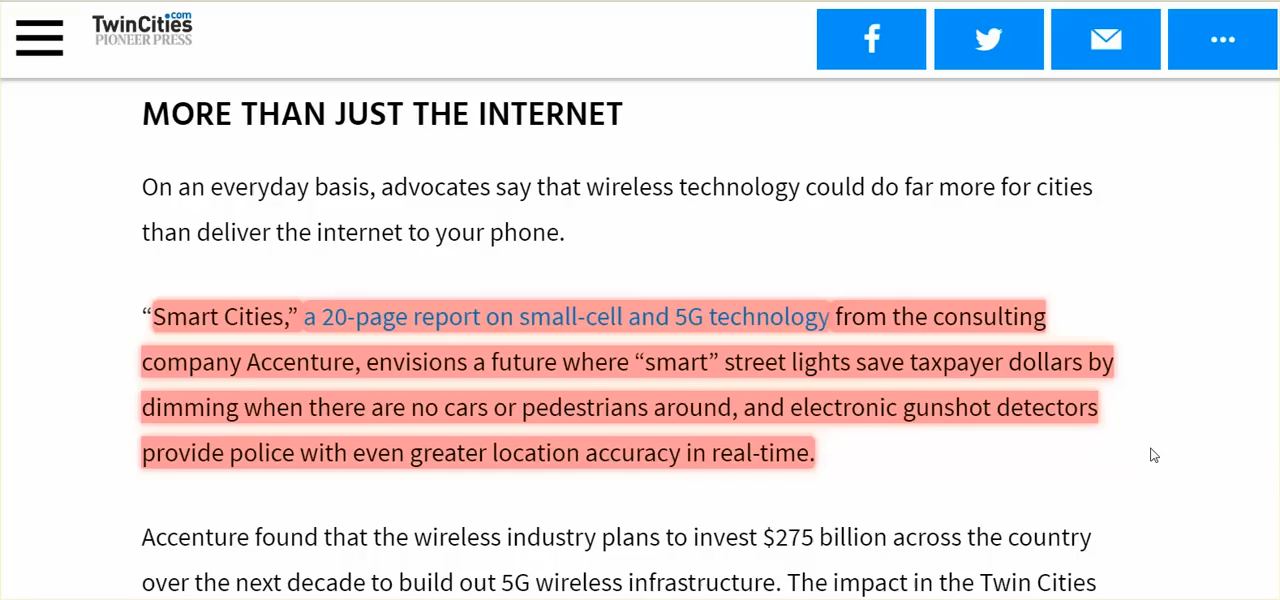 TwinCities.com
PIONEER PRESS
MORE THAN JUST THE INTERNET
On an everyday basis, advocates say that wireless technology could do far more for cities
than deliver the internet to your phone.
“Smart Cities,” a 20-page report on small-cell and 5G technology from the consulting
company Accenture, envisions a future where “smart” street lights save taxpayer dollars by
dimming when there are no cars or pedestrians around, and electronic gunshot detectors
provide police with even greater location accuracy in real-time.
Accenture found that the wireless industry plans to invest $275 billion across the country
over the next decade to build out 5G wireless infrastructure. The impact in the Twin Cities